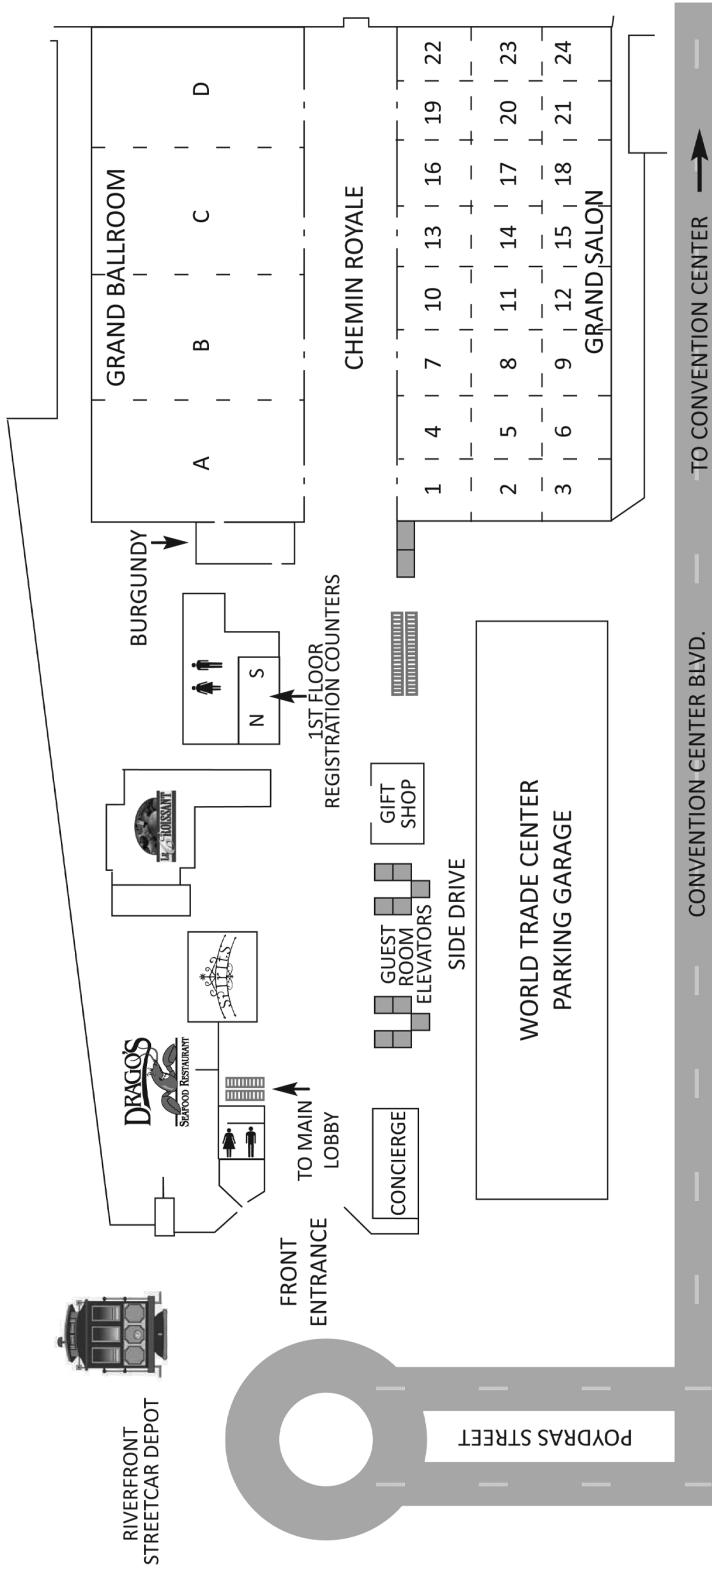 GRAND BALLROOM
A
B
C
D
CHEMIN ROYALE
1
4
7
10
13
16
19
22
2
5
8
11
14
17
20
23
3
6
9
12
15
18
21
24
GRAND SALON
BURGUNDY
N
S
1ST FLOOR
REGISTRATION COUNTERS
LE CROISSANT
SPIRITS
DRAGO'S
SEAFOOD RESTAURANT
TO MAIN
LOBBY
FRONT
ENTRANCE
CONCIERGE
GUEST
ROOM
ELEVATORS
GIFT
SHOP
SIDE DRIVE
WORLD TRADE CENTER
PARKING GARAGE
RIVERFRONT
STREETCAR DEPOT
POYDRAS STREET
CONVENTION CENTER BLVD.
TO CONVENTION CENTER